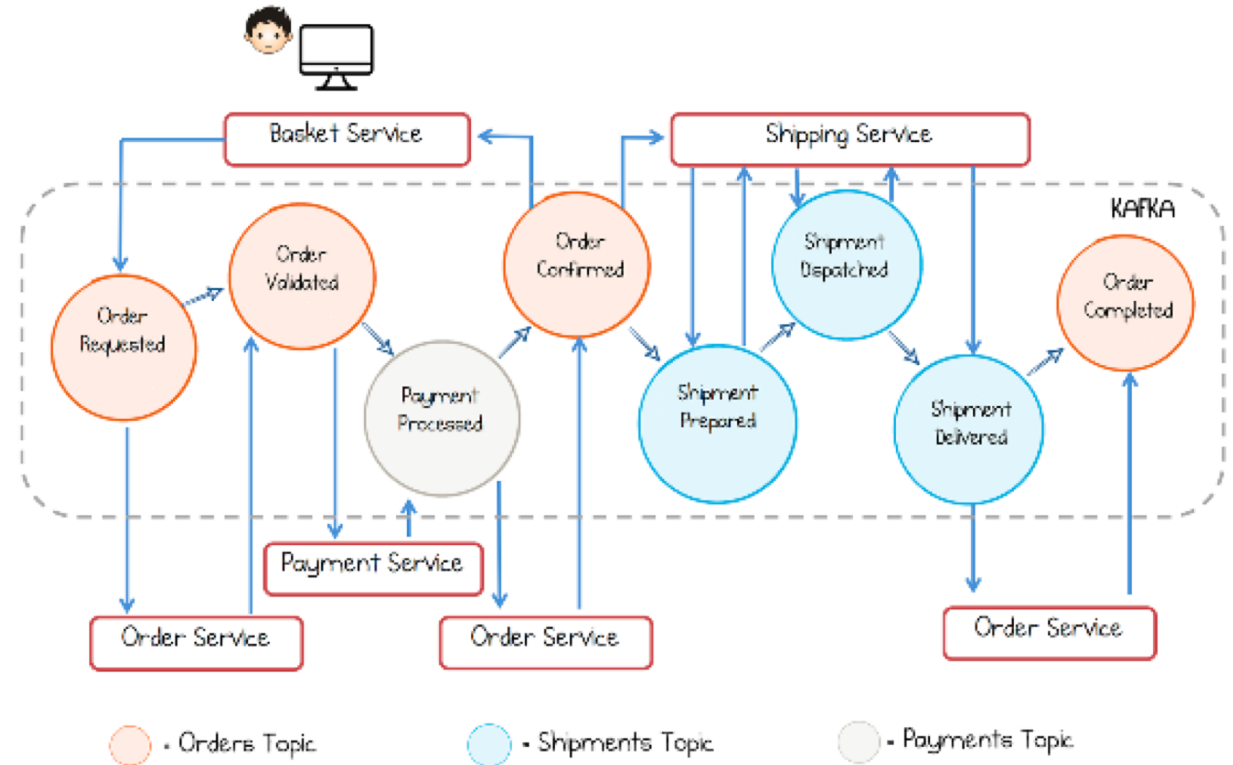 Basket Service
Shipping Service
KAFKA
Order
Requested
Order
Validated
Payment
Processed
Order
Confirmed
Shipment
Prepared
Shipment
Dispatched
Shipment
Delivered
Order
Completed
Payment Service
Order Service
Order Service
Order Service
- Orders Topic
- Shipments Topic
- Payments Topic